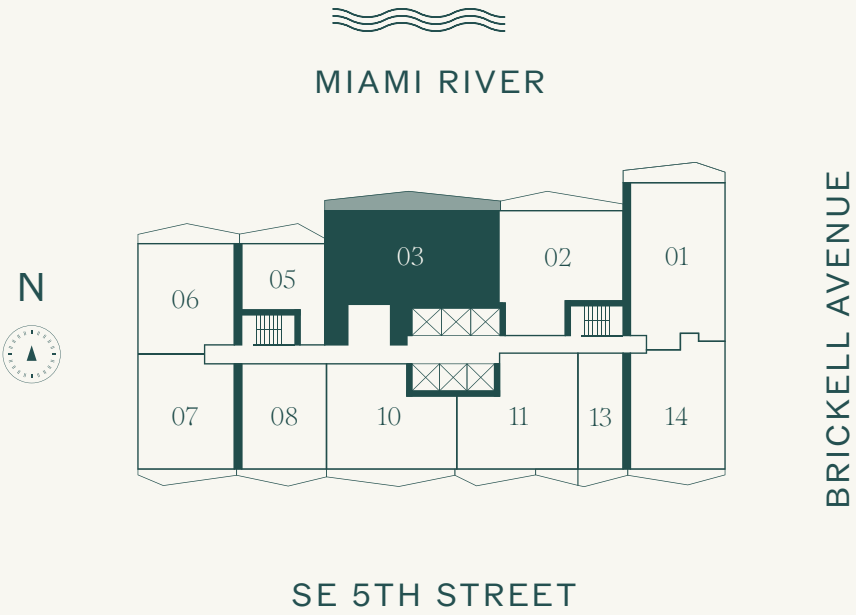 MIAMI RIVER
01
02
03
05
06
N
BRICKELL AVENUE
07
08
10
11
13
14
SE 5TH STREET